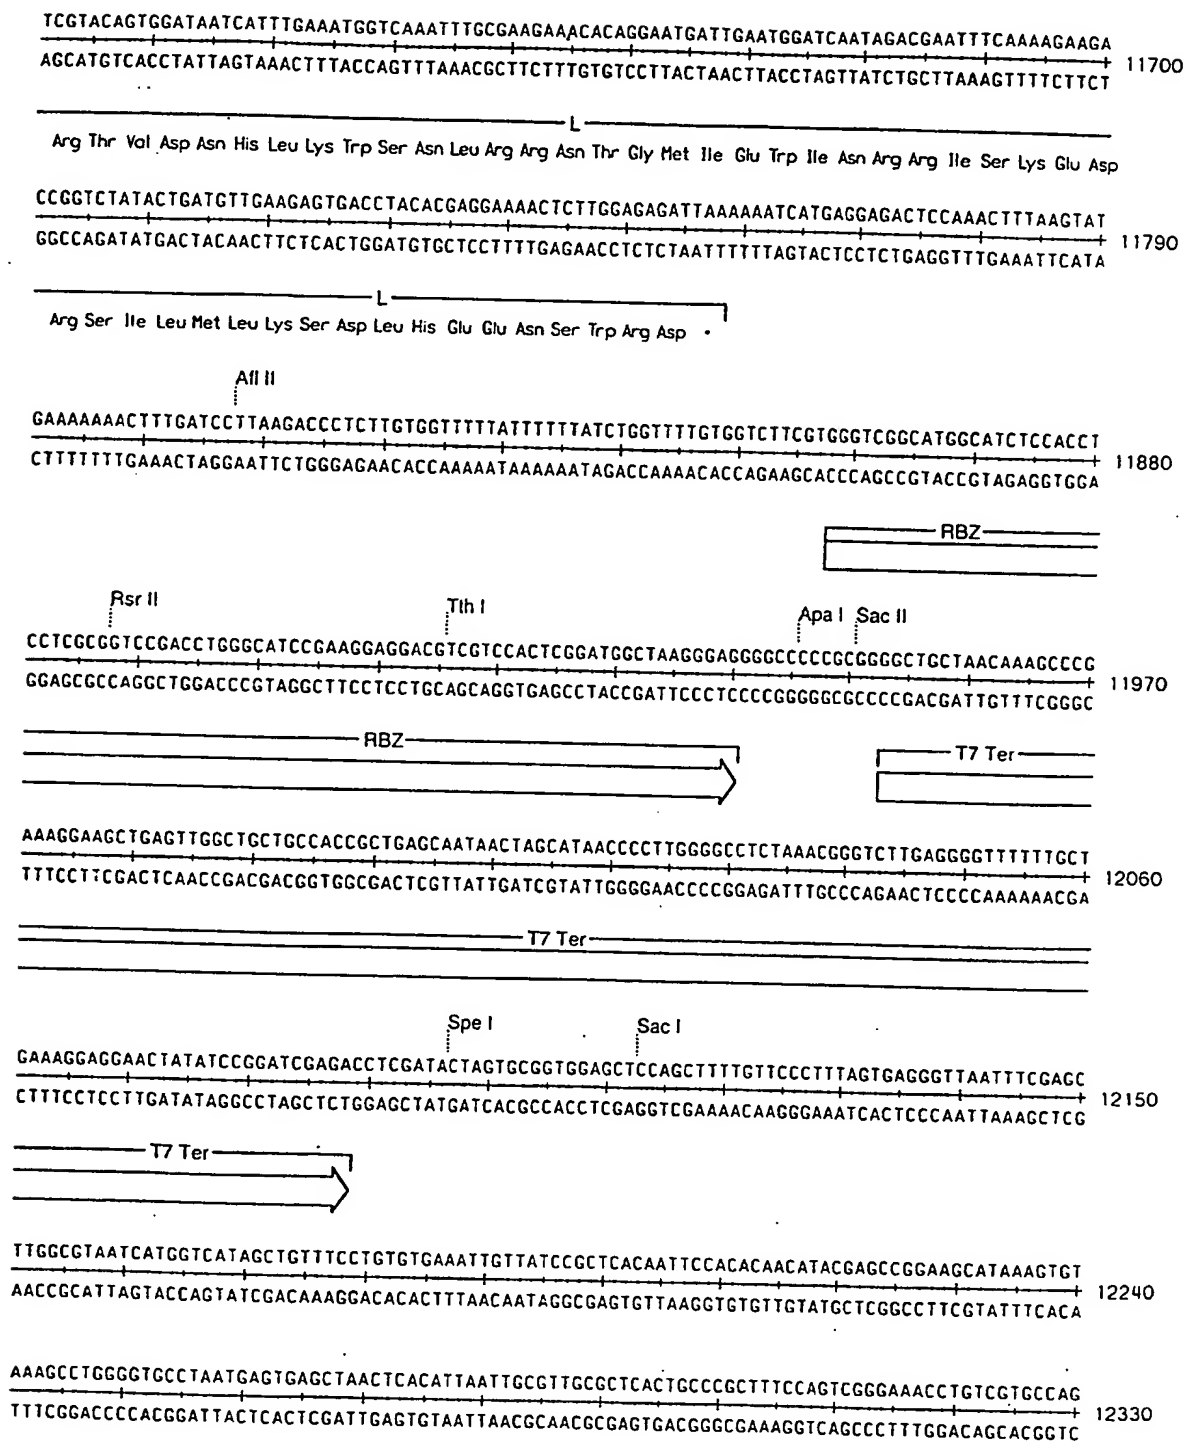 TCGTACAGTGGATAATCATTTGAAATGGTCAAATTTGCGAAGAAACACAGGAATGATTGAATGGATCAATAGACGAATTTCAAAAGAAGA
11700
AGCATGTCACCTATTAGTAAACTTTACCAGTTTAAACGCTTCTTTGTGTCCTTACTAACTTACCTAGTTATCTGCTTAAAGTTTTCTTCT
L
Arg Thr Val Asp Asn His Leu Lys Trp Ser Asn Leu Arg Arg Asn Thr Gly Met Ile Glu Trp Ile Asn Arg Arg Ile Ser Lys Glu Asp
CCGGTCTATACTGATGTTGAAGAGTGACCTACACGAGGAAAACTCTTGGAGAGATTAAAAAATCATGAGGAGACTCCAAACTTTAAGTAT
11790
GGCCAGATATGACTACAACTTCTCACTGGATGTGCTCCTTTTGAGAACCTCTCTAATTTTTTAGTACTCCTCTGAGGTTTGAAATTCATA
L
Arg Ser Ile Leu Met Leu Lys Ser Asp Leu His Glu Glu Asn Ser Trp Arg Asp •
Afl II
GAAAAAAACTTTGATCCTTAAGACCCTCTTGTGGTTTTTATTTTTTATCTGGTTTTGTGGTCTTCGTGGGTCGGCATGGCATCTCCACCT
11880
CTTTTTTTGAAACTAGGAATTCTGGGAGAACACCAAAAATAAAAAATAGACCAAAACACCAGAAGCACCCAGCCGTACCGTAGAGGTGGA
RBZ
Rsr II Tth I Apa I Sac II
CCTCGCGGTCCGACCTGGGCATCCGAAGGAGGACGTCGTCCACTCGGATGGCTAAGGGAGGGGCCCCCGCGGGGCTGCTAACAAAGCCCG
11970
GGAGCGCCAGGCTGGACCCGTAGGCTTCCTCCTGCAGCAGGTGAGCCTACCGATTCCCTCCCCGGGGGCGCCCCGACGATTGTTTCGGGC
RBZ T7 Ter
AAAGGAAGCTGAGTTGGCTGCTGCCACCGCTGAGCAATAACTAGCATAACCCCTTGGGGCCTCTAAACGGGTCTTGAGGGGTTTTTTGCT
12060
TTTCCTTCGACTCAACCGACGACGGTGGCGACTCGTTATTGATCGTATTGGGGAACCCCGGAGATTTGCCCAGAACTCCCCAAAAAACGA
T7 Ter
Spe I Sac I
GAAAGGAGGAACTATATCCGGATCGAGACCTCGATACTAGTGCGGTGGAGCTCCAGCTTTTGTTCCCTTTAGTGAGGGTTAATTTCGAGC
12150
CTTTCCTCCTTGATATAGGCCTAGCTCTGGAGCTATGATCACGCCACCTCGAGGTCGAAAACAAGGGAAATCACTCCCAATTAAAGCTCG
T7 Ter
TTGGCGTAATCATGGTCATAGCTGTTTCCTGTGTGAAATTGTTATCCGCTCACAATTCCACACAACATACGAGCCGGAAGCATAAAGTGT
12240
AACCGCATTAGTACCAGTATCGACAAAGGACACACTTTAACAATAGGCGAGTGTTAAGGTGTGTTGTATGCTCGGCCTTCGTATTTCACA
AAAGCCTGGGGTGCCTAATGAGTGAGCTAACTCACATTAATTGCGTTGCGCTCACTGCCCGCTTTCCAGTCGGGAAACCTGTCGTGCCAG
12330
TTTCGGACCCCACGGATTACTCACTCGATTGAGTGTAATTAACGCAACGCGAGTGACGGGCGAAAGGTCAGCCCTTTGGACAGCACGGTC